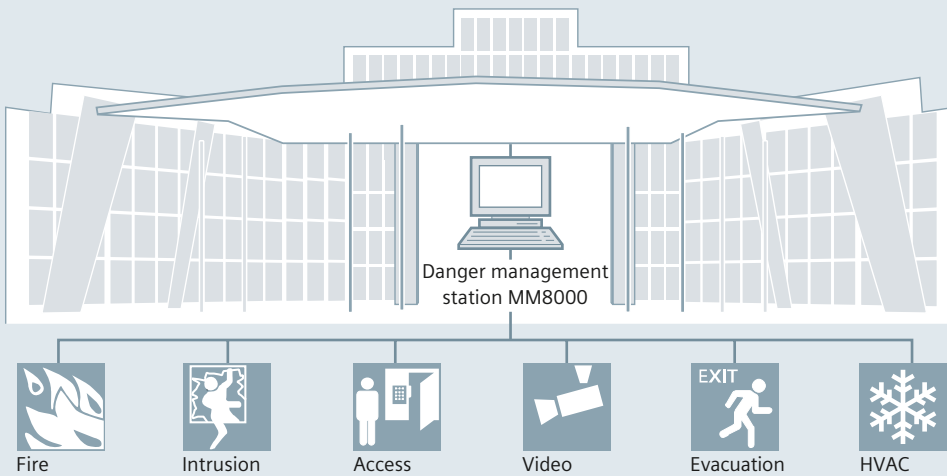 Danger management
station MM8000
EXIT
Fire
Intrusion
Access
Video
Evacuation
HVAC